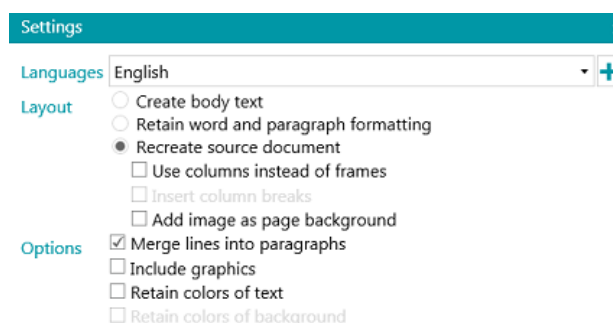 Settings
Languages English
Layout Create body text
Retain word and paragraph formatting
Recreate source document
Use columns instead of frames
Insert column breaks
Add image as page background
Options Merge lines into paragraphs
Include graphics
Retain colors of text
Retain colors of background